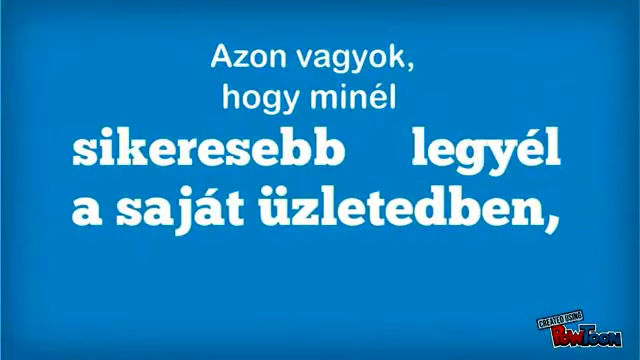 Azon vagyok,
hogy minél
sikeresebb legyél
a saját üzletedben,
CREATED USING
POWTOON